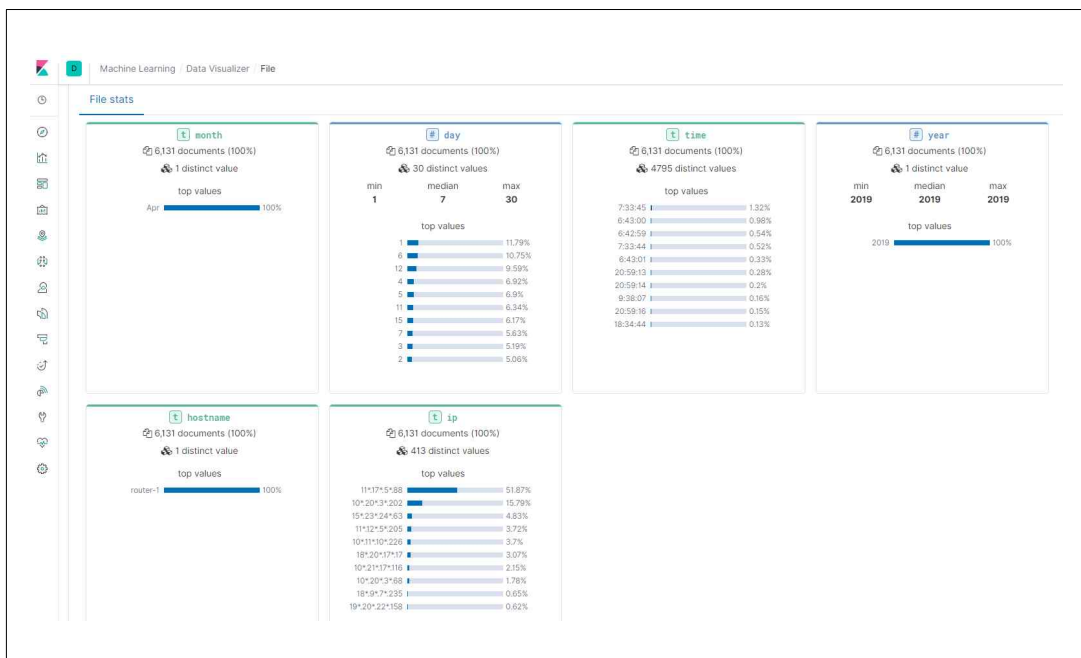 D Machine Learning / Data Visualizer / File
File stats
t month
6,131 documents (100%)
1 distinct value
top values
Apr 100%
# day
6,131 documents (100%)
30 distinct values
min median max
1 7 30
top values
1 11.79%
6 10.75%
12 9.59%
4 6.92%
5 6.9%
11 6.34%
15 6.17%
7 5.63%
3 5.19%
2 5.06%
t time
6,131 documents (100%)
4795 distinct values
top values
7:33:45 1.32%
6:43:00 0.98%
6:42:59 0.54%
7:33:44 0.52%
6:43:01 0.33%
20:59:13 0.28%
20:59:14 0.2%
9:38:07 0.16%
20:59:16 0.15%
18:34:44 0.13%
# year
6,131 documents (100%)
1 distinct value
min median max
2019 2019 2019
top values
2019 100%
t hostname
6,131 documents (100%)
1 distinct value
top values
router-1 100%
t ip
6,131 documents (100%)
413 distinct values
top values
11*.17*.5*.88 51.87%
10*.20*.3*.202 15.79%
15*.23*.24*.63 4.83%
11*.12*.5*.205 3.72%
10*.11*.10*.226 3.7%
18*.20*.17*.17 3.07%
10*.21*.17*.116 2.15%
10*.20*.3*.68 1.78%
18*.9*.7*.235 0.65%
19*.20*.22*.158 0.62%